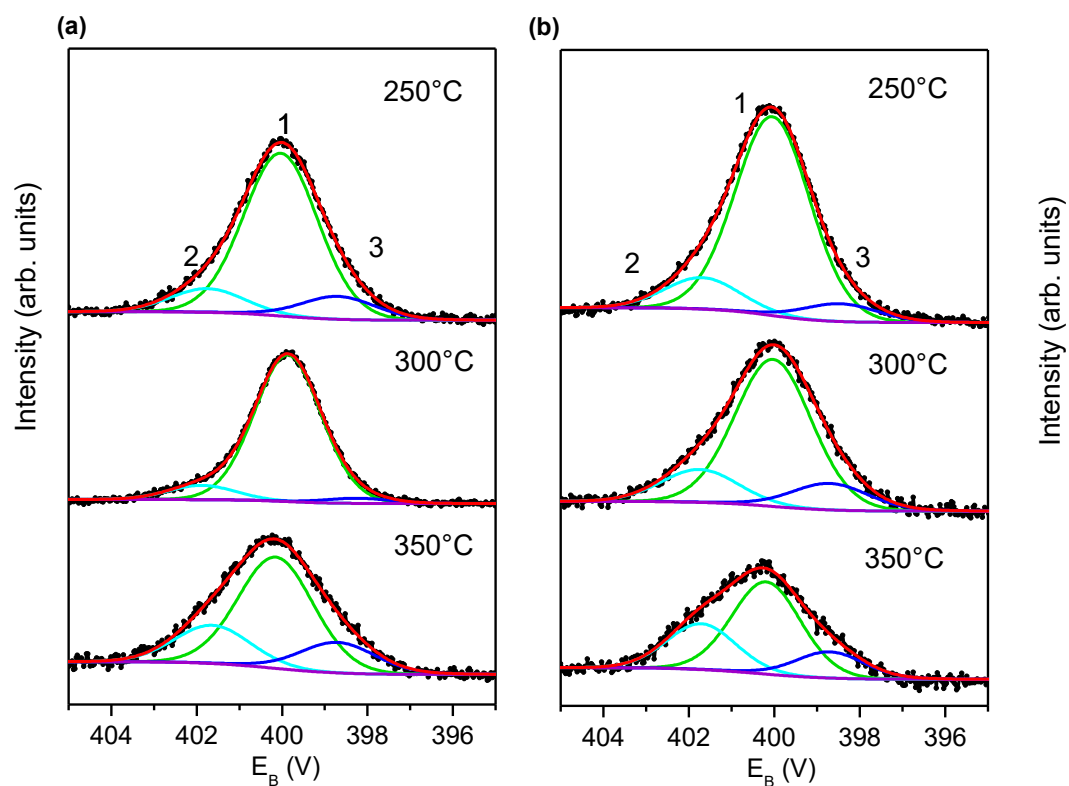 (a)
(b)
250°C
1
2
3
300°C
350°C
250°C
1
2
3
300°C
350°C
Intensity (arb. units)
Intensity (arb. units)
404 402 400 398 396
404 402 400 398 396
E_B (V)
E_B (V)